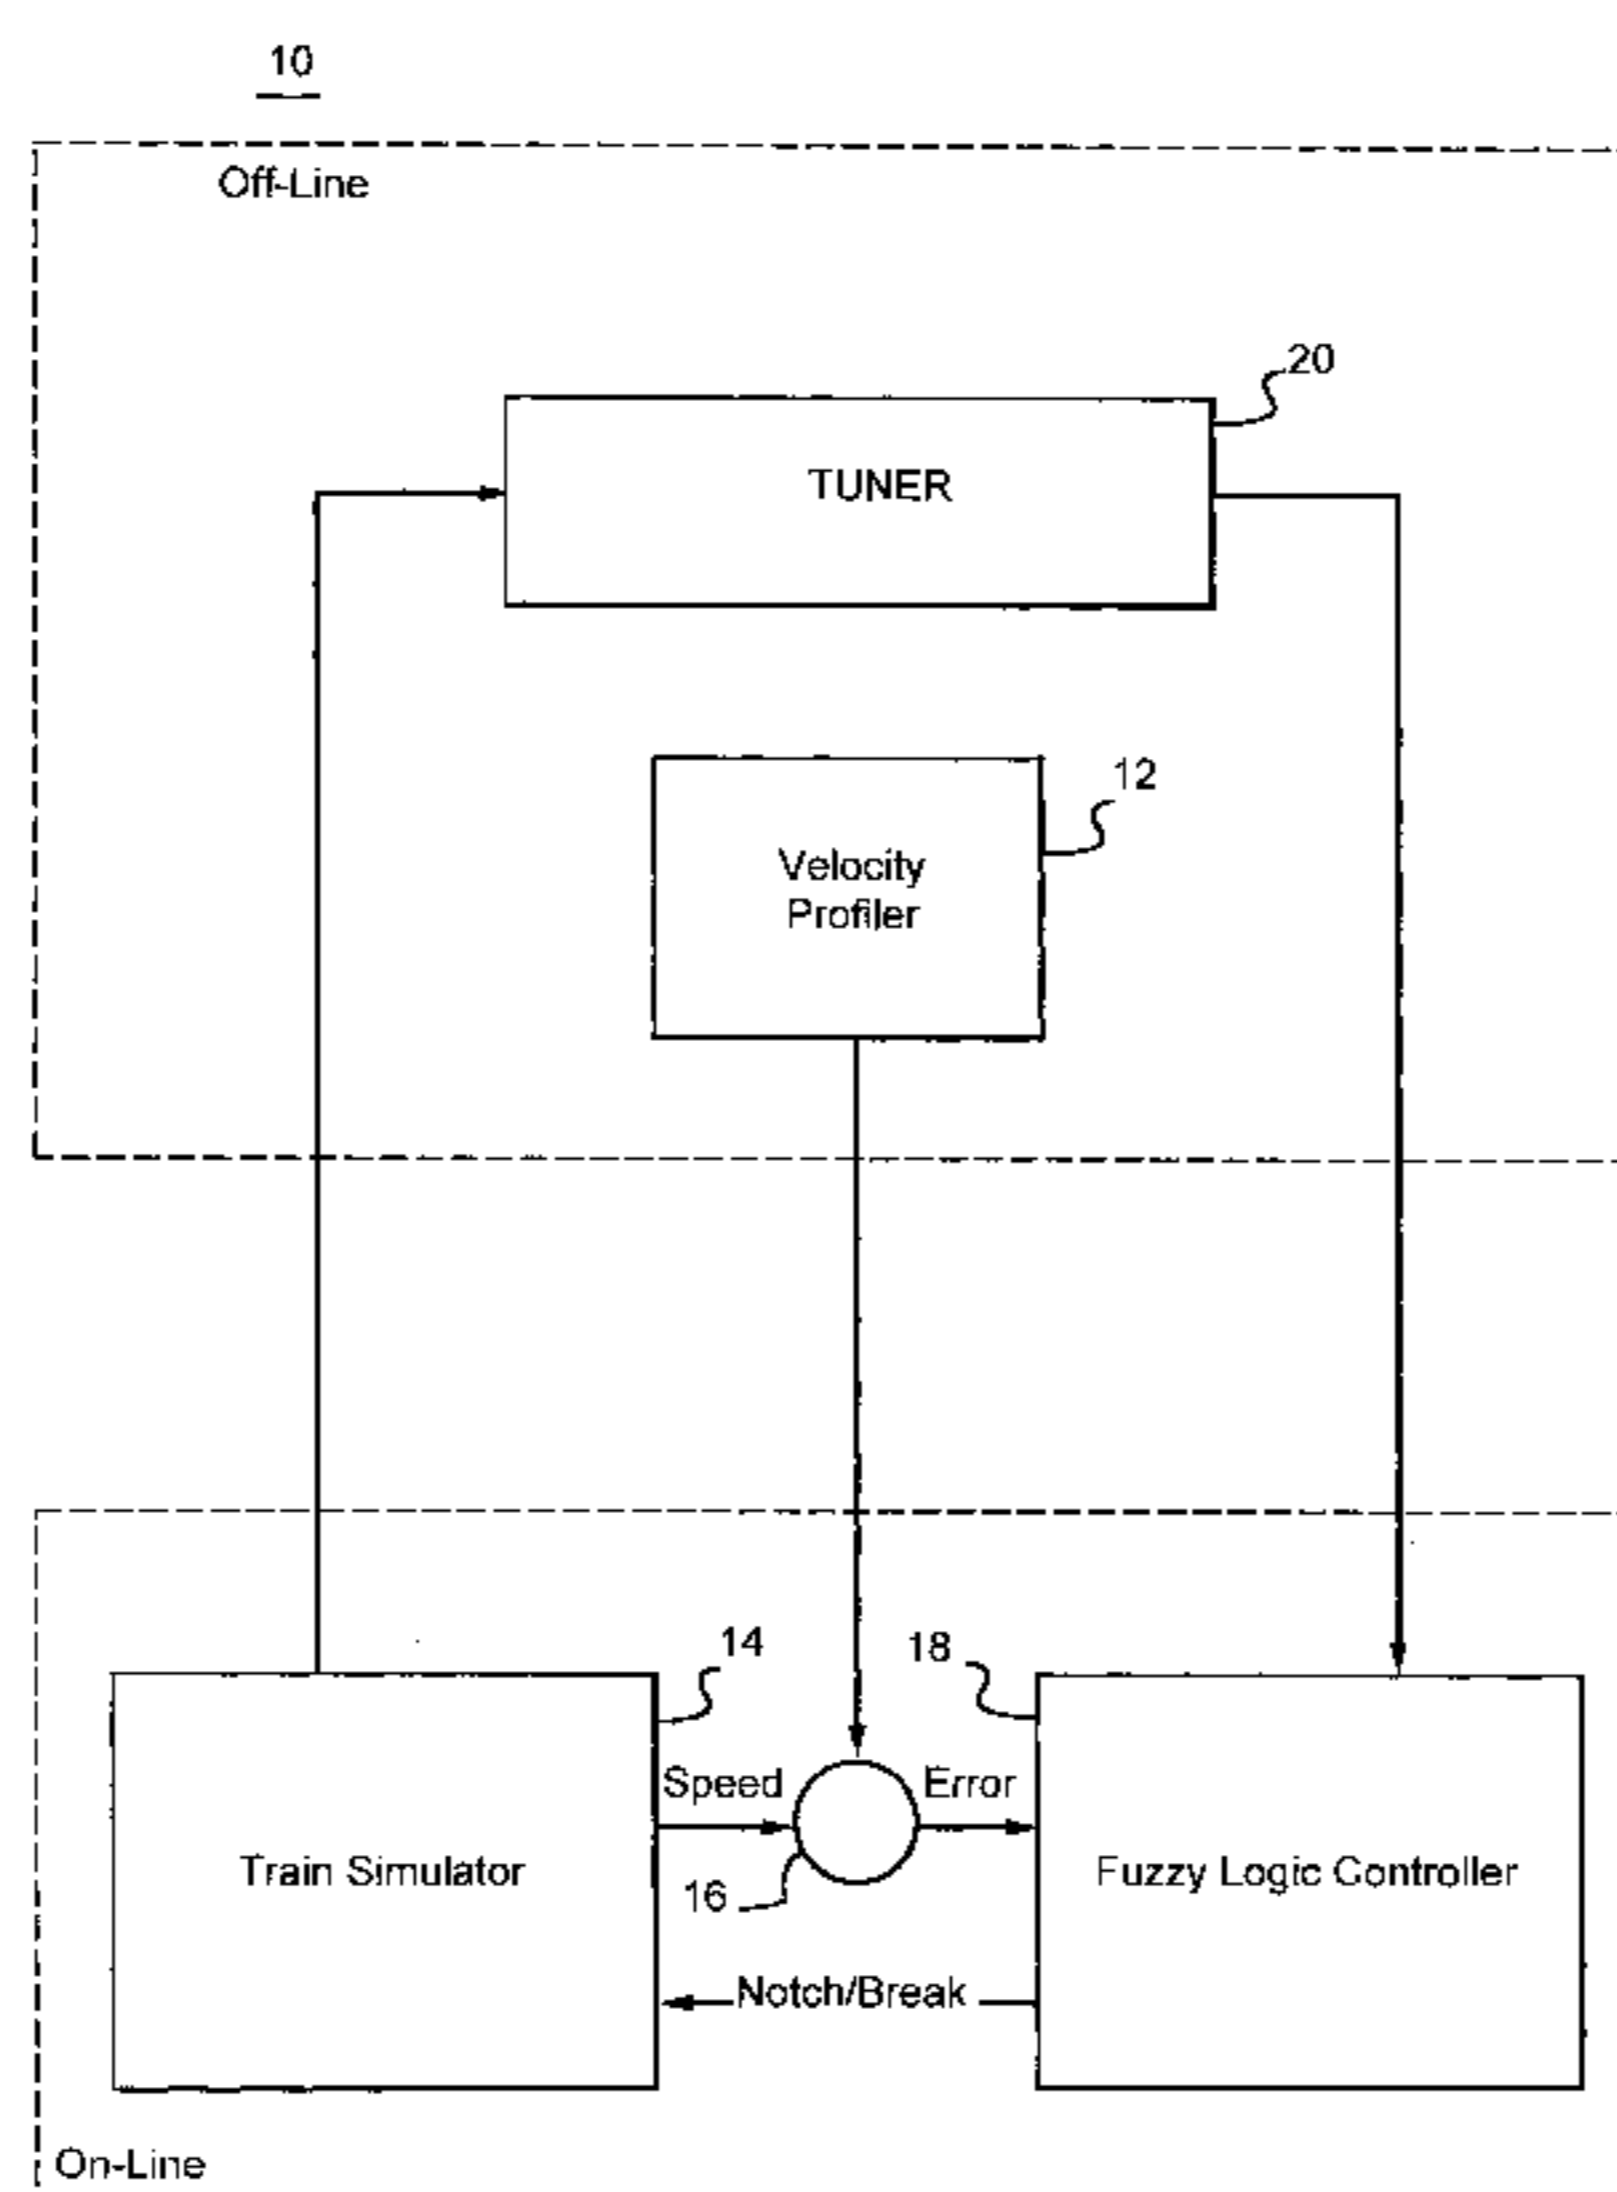 10
Off-Line
20
TUNER
12
Velocity
Profiler
14
18
Speed
Error
Train Simulator
16
Fuzzy Logic Controller
Notch/Break
On-Line